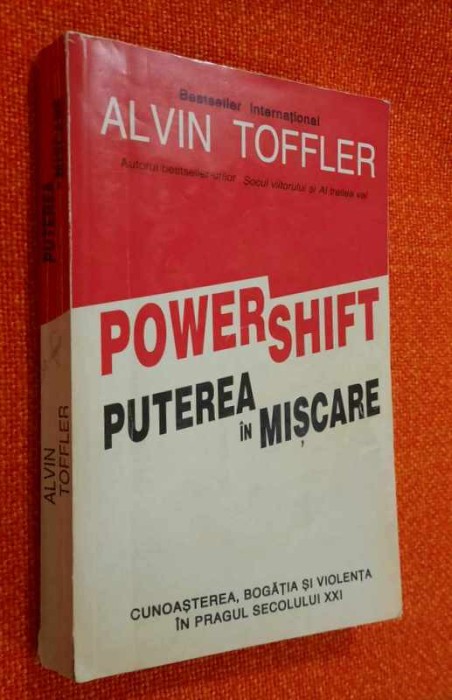 Bestseller Internațional
ALVIN TOFFLER
Autorul bestseller-urilor Șocul viitorului și Al treilea val
POWERSHIFT
PUTEREA
ÎN MIȘCARE
CUNOAȘTEREA, BOGĂȚIA ȘI VIOLENȚA
ÎN PRAGUL SECOLULUI XXI
ALVIN
TOFFLER
PUTEREA